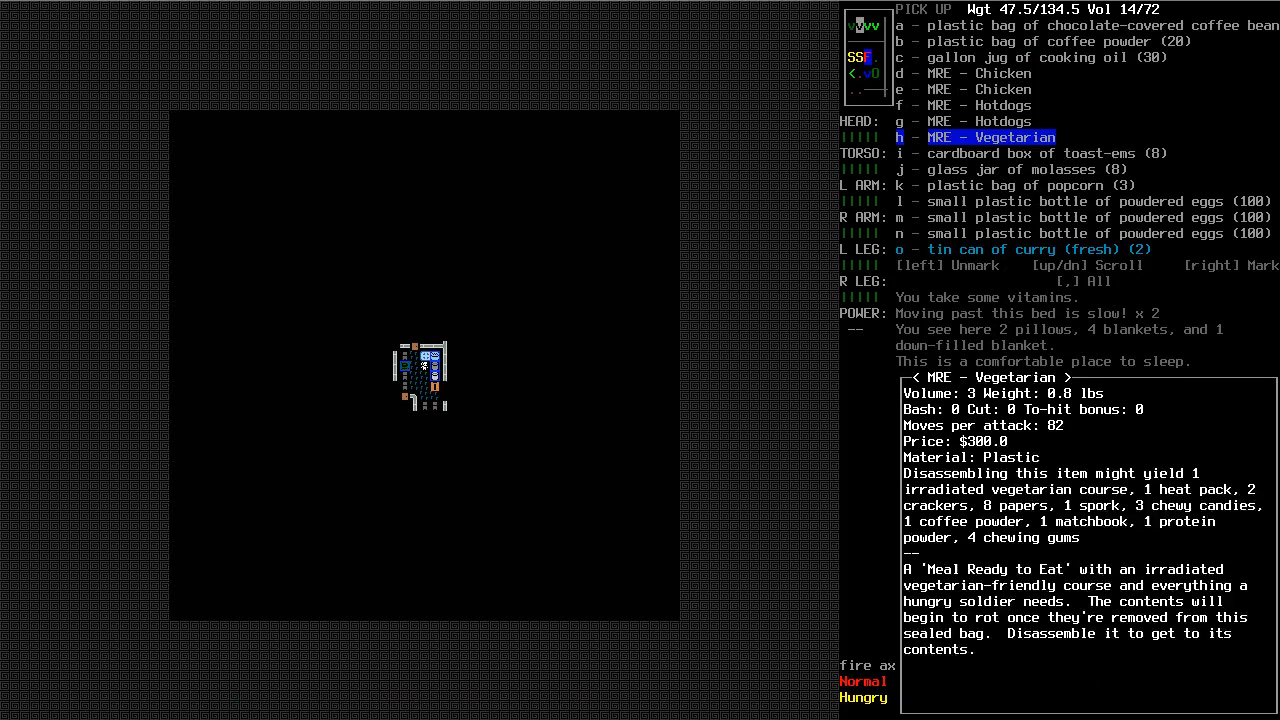 PICK UP  Wgt 47.5/134.5 Vol 14/72
vvvv
a - plastic bag of chocolate-covered coffee bean
b - plastic bag of coffee powder (20)
SSF. c - gallon jug of cooking oil (30)
<.vO d - MRE - Chicken
e - MRE - Chicken
f - MRE - Hotdogs
HEAD: g - MRE - Hotdogs
||||| h - MRE - Vegetarian
TORSO: i - cardboard box of toast-ems (8)
||||| j - glass jar of molasses (8)
L ARM: k - plastic bag of popcorn (3)
||||| l - small plastic bottle of powdered eggs (100)
R ARM: m - small plastic bottle of powdered eggs (100)
||||| n - small plastic bottle of powdered eggs (100)
L LEG: o - tin can of curry (fresh) (2)
||||| [left] Unmark [up/dn] Scroll [right] Mark
R LEG: [,] All
||||| You take some vitamins.
POWER: Moving past this bed is slow! x 2
-- You see here 2 pillows, 4 blankets, and 1
down-filled blanket.
This is a comfortable place to sleep.
< MRE - Vegetarian >
Volume: 3 Weight: 0.8 lbs
Bash: 0 Cut: 0 To-hit bonus: 0
Moves per attack: 82
Price: $300.0
Material: Plastic
Disassembling this item might yield 1
irradiated vegetarian course, 1 heat pack, 2
crackers, 8 papers, 1 spork, 3 chewy candies,
1 coffee powder, 1 matchbook, 1 protein
powder, 4 chewing gums
--
A 'Meal Ready to Eat' with an irradiated
vegetarian-friendly course and everything a
hungry soldier needs.  The contents will
begin to rot once they're removed from this
sealed bag.  Disassemble it to get to its
contents.
fire ax
Normal
Hungry